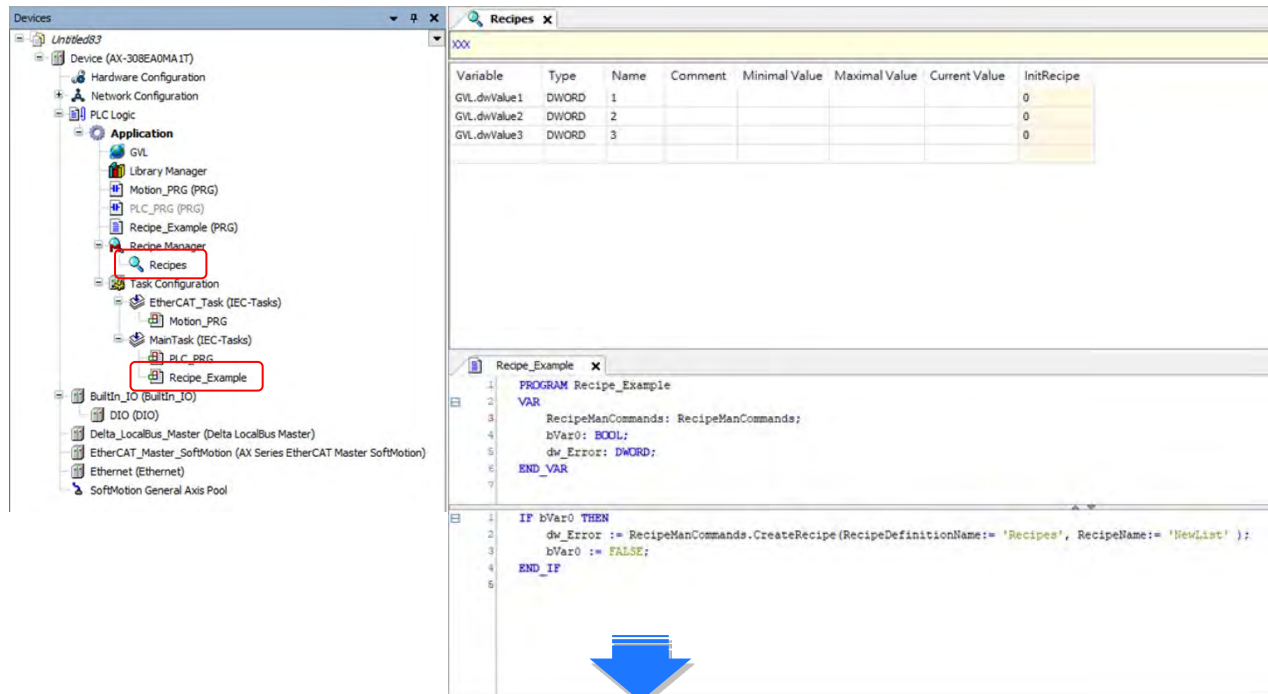 Devices
Untitled83
Device (AX-308EA0MA1T)
Hardware Configuration
Network Configuration
PLC Logic
Application
GVL
Library Manager
Motion_PRG (PRG)
PLC_PRG (PRG)
Recipe_Example (PRG)
Recipe Manager
Recipes
Task Configuration
EtherCAT_Task (IEC-Tasks)
Motion_PRG
MainTask (IEC-Tasks)
PLC_PRG
Recipe_Example
BuiltIn_IO (BuiltIn_IO)
DIO (DIO)
Delta_LocalBus_Master (Delta LocalBus Master)
EtherCAT_Master_SoftMotion (AX Series EtherCAT Master SoftMotion)
Ethernet (Ethernet)
SoftMotion General Axis Pool
Recipes
XXX
Variable Type Name Comment Minimal Value Maximal Value Current Value InitRecipe
GVL.dwValue1 DWORD 1 0
GVL.dwValue2 DWORD 2 0
GVL.dwValue3 DWORD 3 0
Recipe_Example
1 PROGRAM Recipe_Example
2 VAR
3 RecipeManCommands: RecipeManCommands;
4 bVar0: BOOL;
5 dw_Error: DWORD;
6 END_VAR
7
1 IF bVar0 THEN
2 dw_Error := RecipeManCommands.CreateRecipe(RecipeDefinitionName:= 'Recipes', RecipeName:= 'NewList' );
3 bVar0 := FALSE;
4 END_IF
5